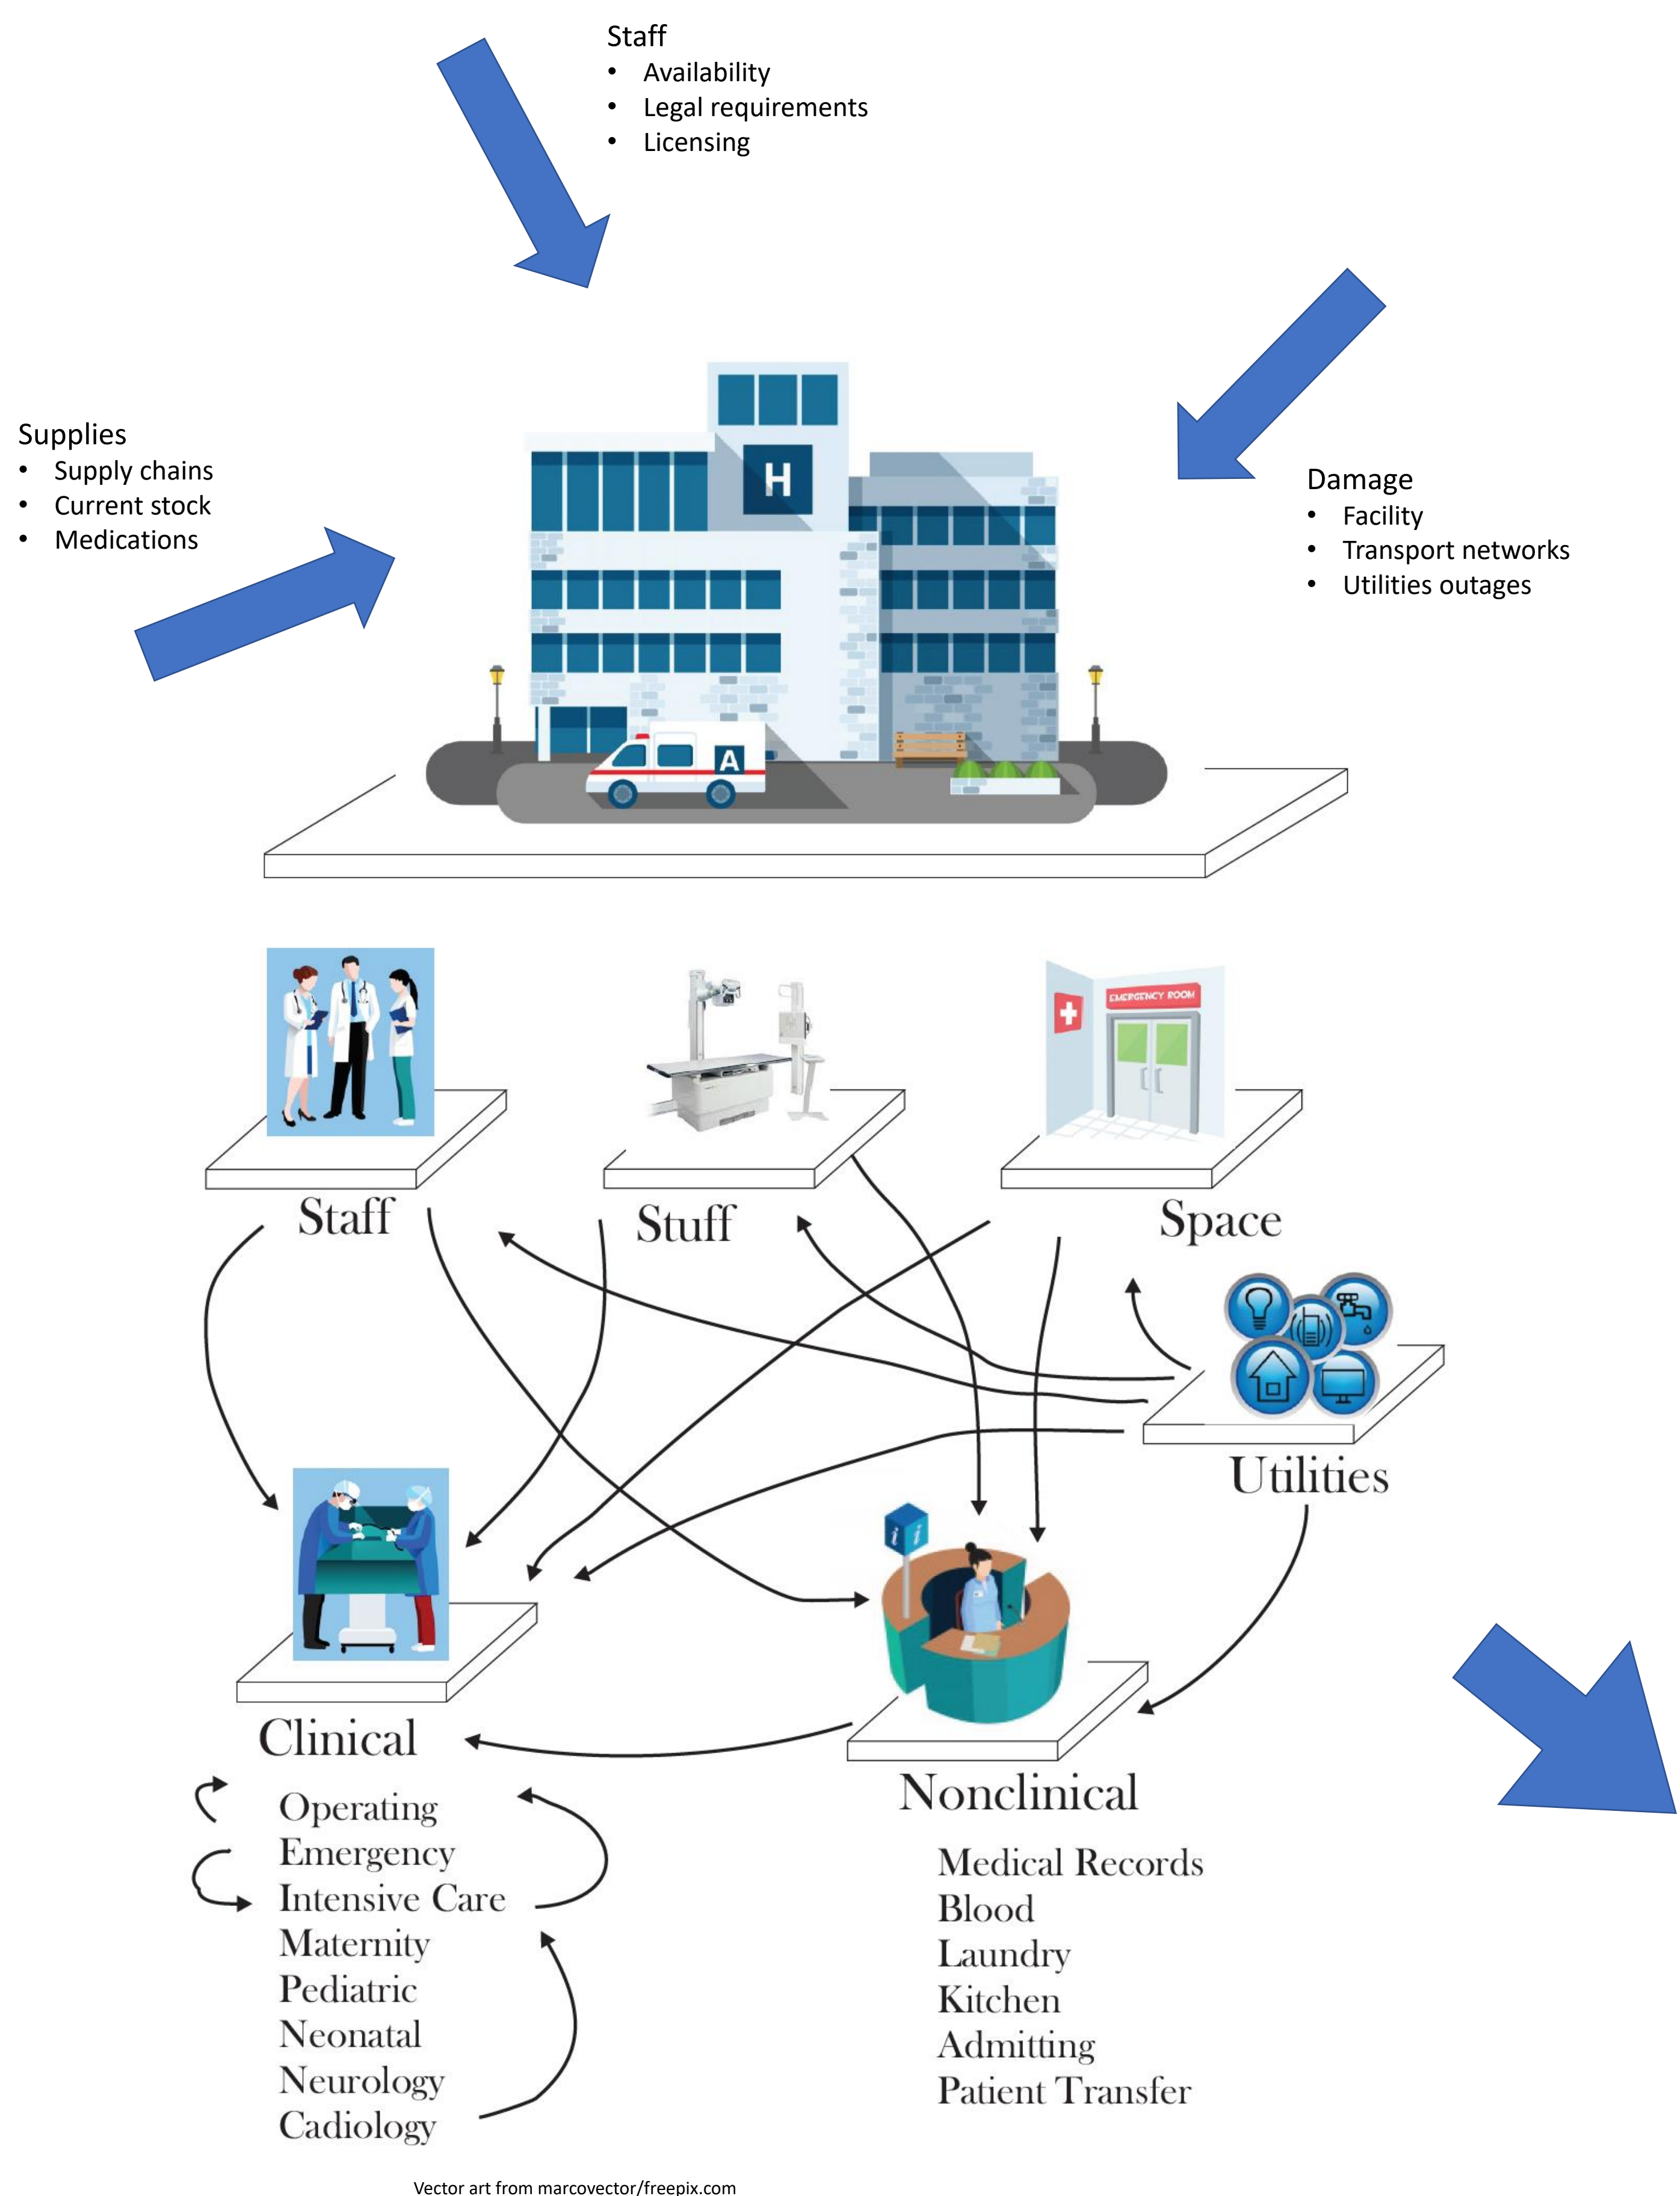 Staff
• Availability
• Legal requirements
• Licensing
Supplies
• Supply chains
• Current stock
• Medications
Damage
• Facility
• Transport networks
• Utilities outages
H
A
EMERGENCY ROOM
Staff
Stuff
Space
Utilities
i i
Clinical
Operating
Emergency
Intensive Care
Maternity
Pediatric
Neonatal
Neurology
Cadiology
Nonclinical
Medical Records
Blood
Laundry
Kitchen
Admitting
Patient Transfer
Vector art from marcovector/freepix.com